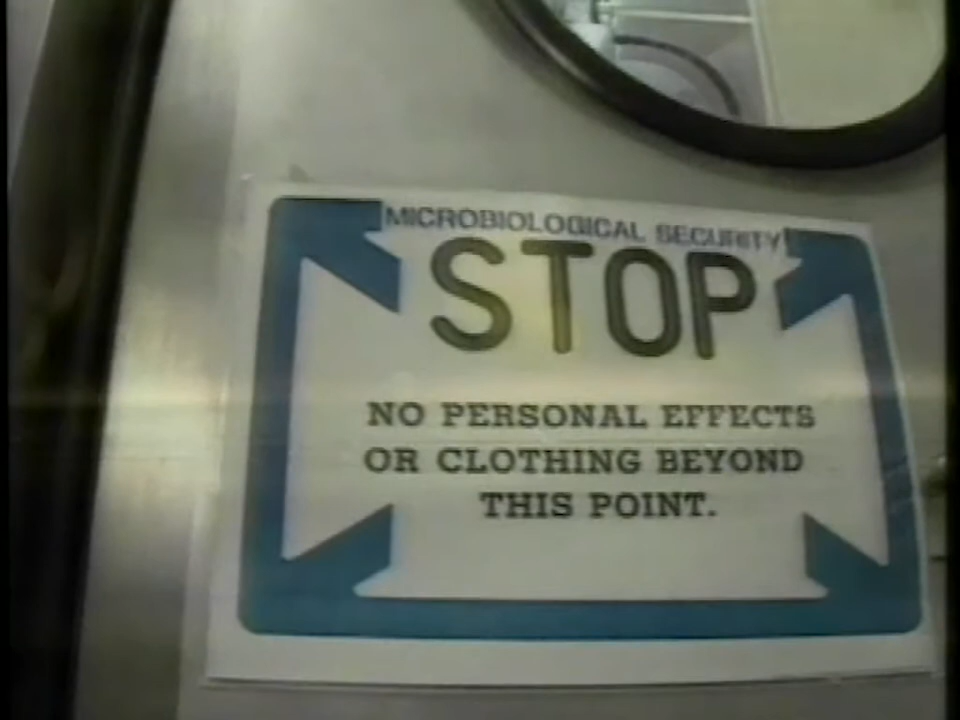 MICROBIOLOGICAL SECURITY
STOP
NO PERSONAL EFFECTS
OR CLOTHING BEYOND
THIS POINT.